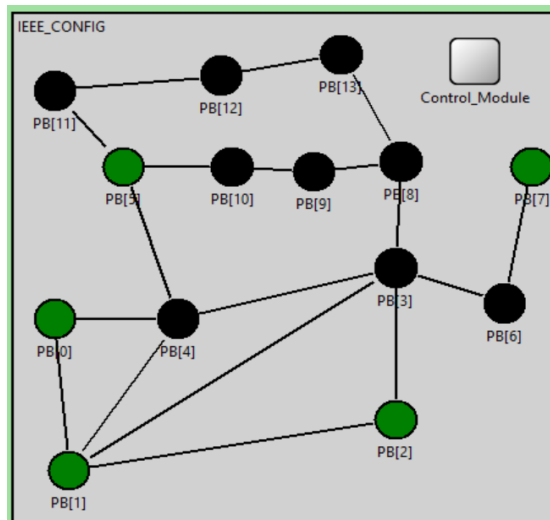 IEEE_CONFIG
PB[13]
Control_Module
PB[12]
PB[11]
PB[5]
PB[10]
PB[9]
PB[8]
PB[7]
PB[3]
PB[6]
PB[0]
PB[4]
PB[2]
PB[1]